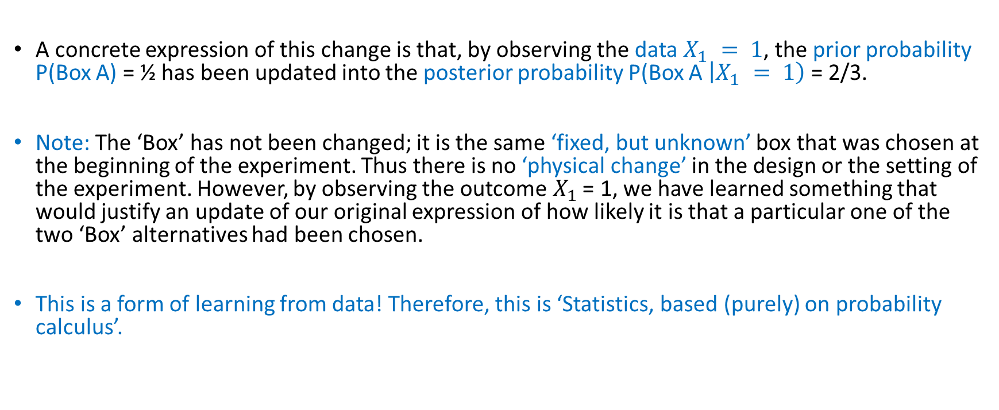 • A concrete expression of this change is that, by observing the data X₁ = 1, the prior probability
P(Box A) = ½ has been updated into the posterior probability P(Box A |X₁ = 1) = 2/3.
• Note: The ‘Box’ has not been changed; it is the same ‘fixed, but unknown’ box that was chosen at
the beginning of the experiment. Thus there is no ‘physical change’ in the design or the setting of
the experiment. However, by observing the outcome X₁ = 1, we have learned something that
would justify an update of our original expression of how likely it is that a particular one of the
two ‘Box’ alternatives had been chosen.
• This is a form of learning from data! Therefore, this is ‘Statistics, based (purely) on probability
calculus’.